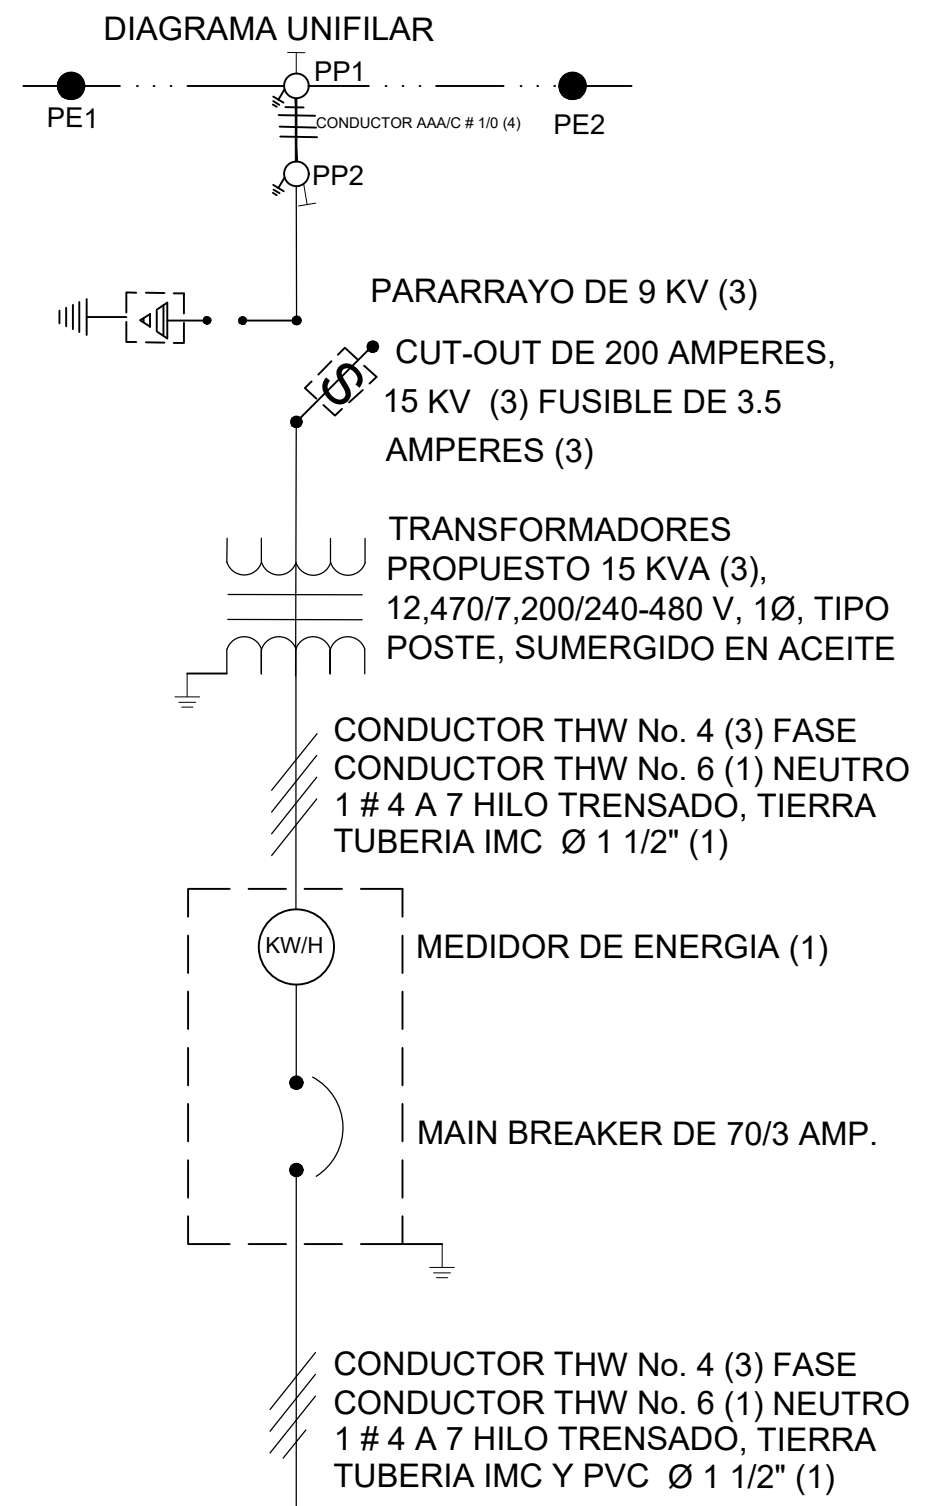 DIAGRAMA UNIFILAR
PP1
PE1
PE2
CONDUCTOR AAA/C # 1/0 (4)
PP2
PARARRAYO DE 9 KV (3)
CUT-OUT DE 200 AMPERES,
15 KV (3) FUSIBLE DE 3.5
AMPERES (3)
S
TRANSFORMADORES
PROPUESTO 15 KVA (3),
12,470/7,200/240-480 V, 1Ø, TIPO
POSTE, SUMERGIDO EN ACEITE
CONDUCTOR THW No. 4 (3) FASE
CONDUCTOR THW No. 6 (1) NEUTRO
1 # 4 A 7 HILO TRENSADO, TIERRA
TUBERIA IMC Ø 1 1/2" (1)
KW/H
MEDIDOR DE ENERGIA (1)
MAIN BREAKER DE 70/3 AMP.
CONDUCTOR THW No. 4 (3) FASE
CONDUCTOR THW No. 6 (1) NEUTRO
1 # 4 A 7 HILO TRENSADO, TIERRA
TUBERIA IMC Y PVC Ø 1 1/2" (1)